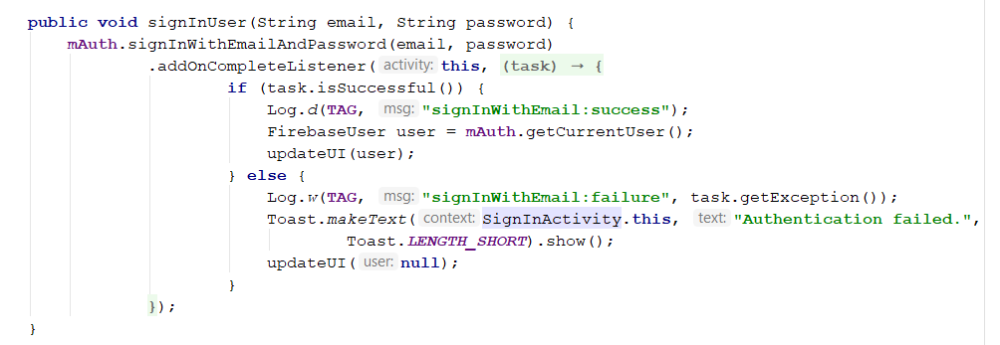 public void signInUser(String email, String password) {
mAuth.signInWithEmailAndPassword(email, password)
.addOnCompleteListener( activity: this, (task) → {
if (task.isSuccessful()) {
Log.d(TAG, msg: "signInWithEmail:success");
FirebaseUser user = mAuth.getCurrentUser();
updateUI(user);
} else {
Log.w(TAG, msg: "signInWithEmail:failure", task.getException());
Toast.makeText( context: SignInActivity.this, text: "Authentication failed.",
Toast.LENGTH_SHORT).show();
updateUI( user: null);
}
});
}